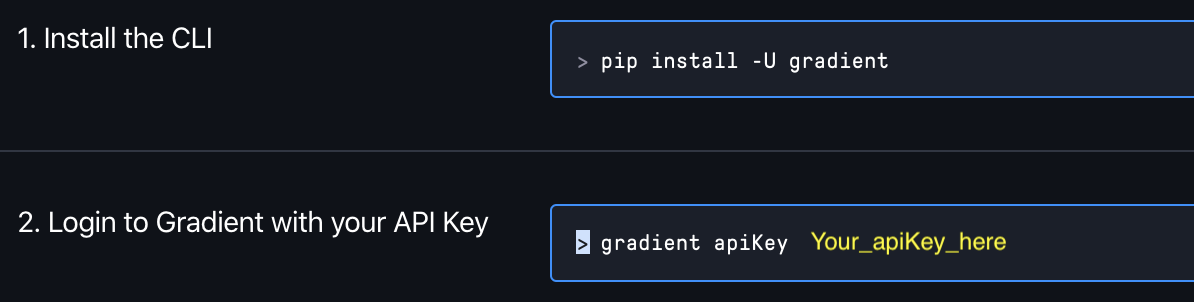 1. Install the CLI
> pip install -U gradient
2. Login to Gradient with your API Key
> gradient apiKey Your_apiKey_here